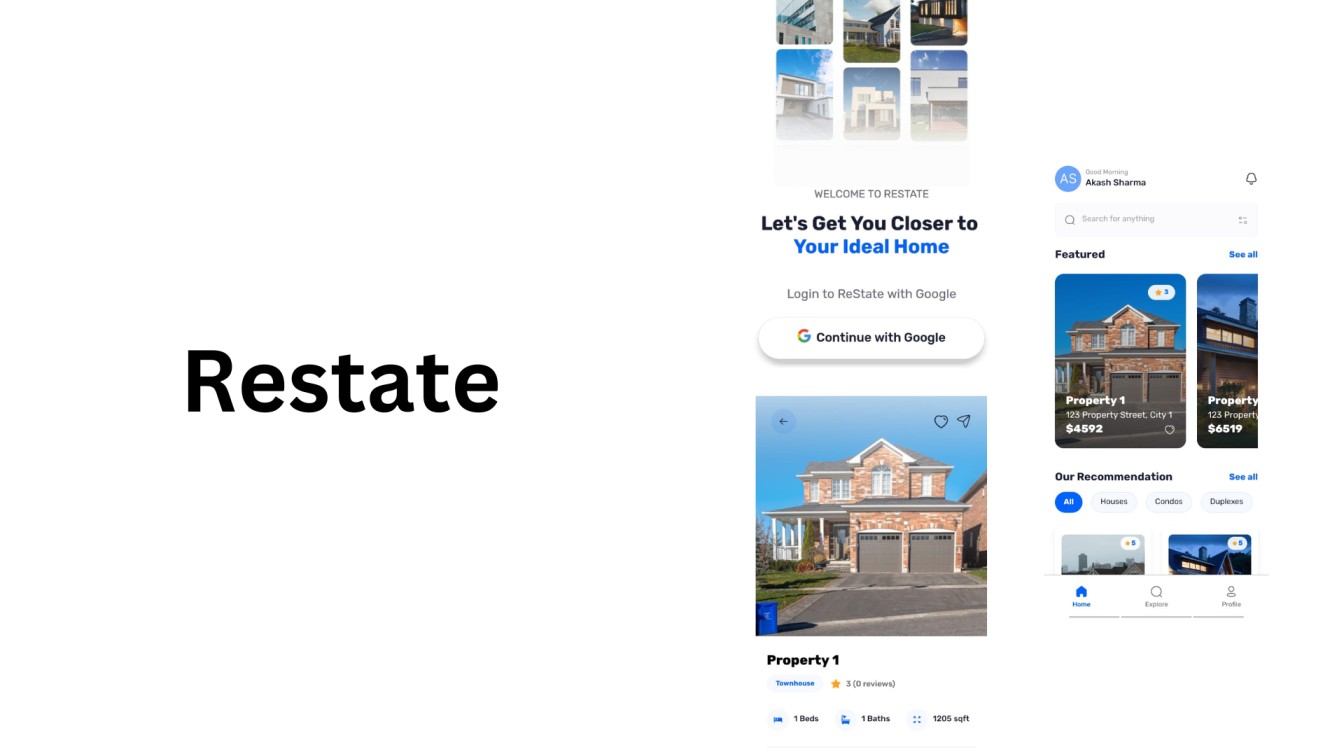 Restate
WELCOME TO RESTATE
Let's Get You Closer to
Your Ideal Home
Login to ReState with Google
Continue with Google
Property 1
Townhouse
3 (0 reviews)
1 Beds
1 Baths
1205 sqft
AS
Good Morning
Akash Sharma
Search for anything
Featured
See all
3
Property 1
123 Property Street, City 1
$4592
Property
123 Property
$6519
Our Recommendation
See all
All
Houses
Condos
Duplexes
5
5
Home
Explore
Profile